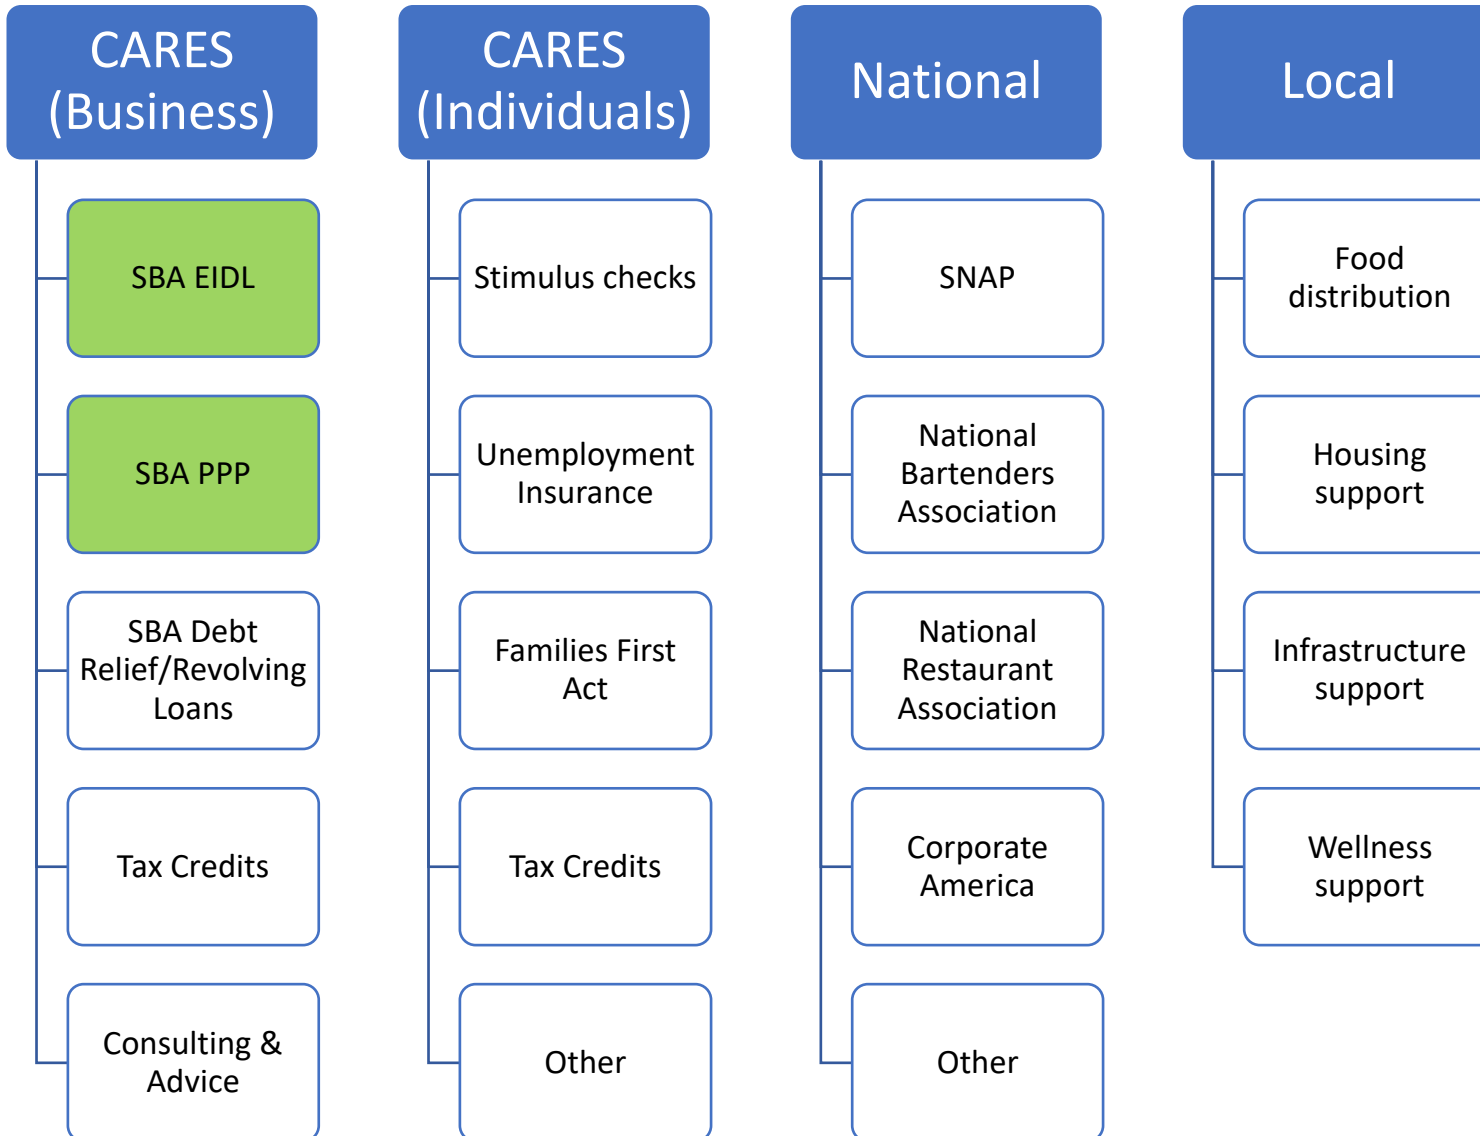 CARES
(Business)
SBA EIDL
SBA PPP
SBA Debt
Relief/Revolving
Loans
Tax Credits
Consulting &
Advice
CARES
(Individuals)
Stimulus checks
Unemployment
Insurance
Families First
Act
Tax Credits
Other
National
SNAP
National
Bartenders
Association
National
Restaurant
Association
Corporate
America
Other
Local
Food
distribution
Housing
support
Infrastructure
support
Wellness
support